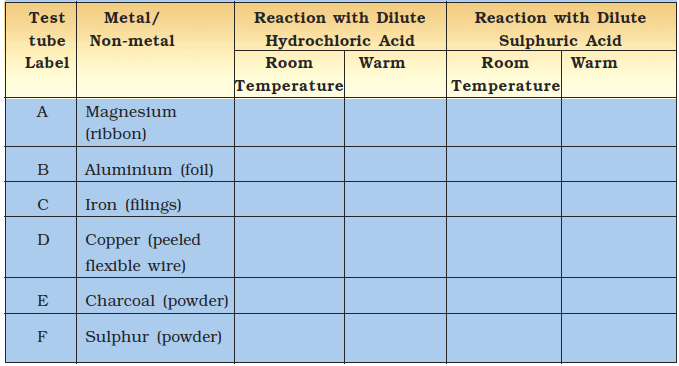 Test tube Label
Metal/ Non-metal
Reaction with Dilute Hydrochloric Acid
Reaction with Dilute Sulphuric Acid
Room Temperature
Warm
Room Temperature
Warm
A
Magnesium (ribbon)
B
Aluminium (foil)
C
Iron (filings)
D
Copper (peeled flexible wire)
E
Charcoal (powder)
F
Sulphur (powder)